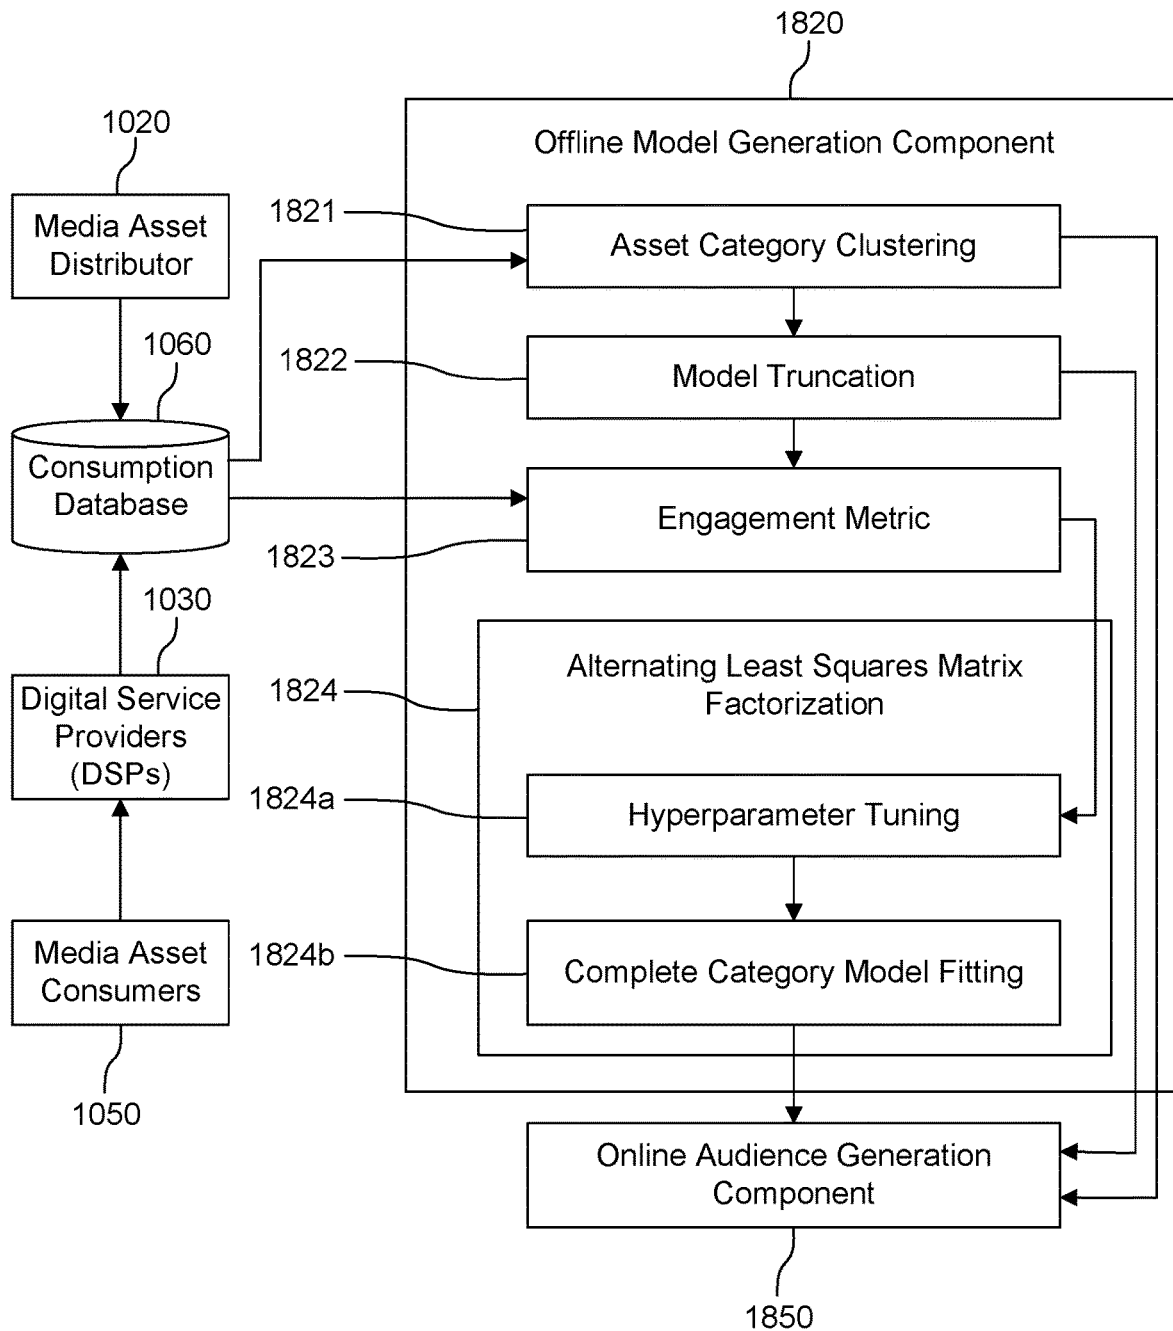 1820
Offline Model Generation Component
1020
Media Asset
Distributor
1821
Asset Category Clustering
1060
1822
Model Truncation
Consumption
Database
Engagement Metric
1823
1030
Digital Service
Providers
(DSPs)
1824
Alternating Least Squares Matrix
Factorization
1824a
Hyperparameter Tuning
Media Asset
Consumers
1824b
Complete Category Model Fitting
1050
Online Audience Generation
Component
1850